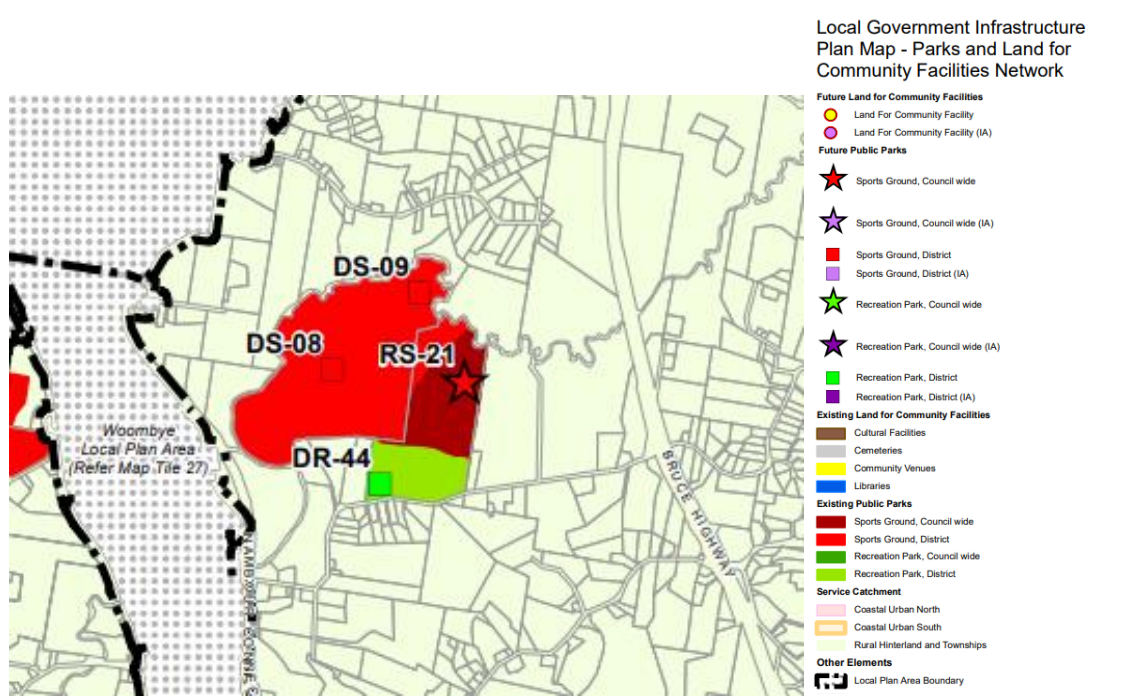 Local Government Infrastructure
Plan Map - Parks and Land for
Community Facilities Network
Future Land for Community Facilities
Land For Community Facility
Land For Community Facility (IA)
Future Public Parks
Sports Ground, Council wide
Sports Ground, Council wide (IA)
Sports Ground, District
Sports Ground, District (IA)
Recreation Park, Council wide
Recreation Park, Council wide (IA)
Recreation Park, District
Recreation Park, District (IA)
Existing Land for Community Facilities
Cultural Facilities
Cemeteries
Community Venues
Libraries
Existing Public Parks
Sports Ground, Council wide
Sports Ground, District
Recreation Park, Council wide
Recreation Park, District
Service Catchment
Coastal Urban North
Coastal Urban South
Rural Hinterland and Townships
Other Elements
Local Plan Area Boundary
DS-09
DS-08
RS-21
DR-44
Woombye
Local Plan Area
(Refer Map Tile 27)
BRUCE HIGHWAY